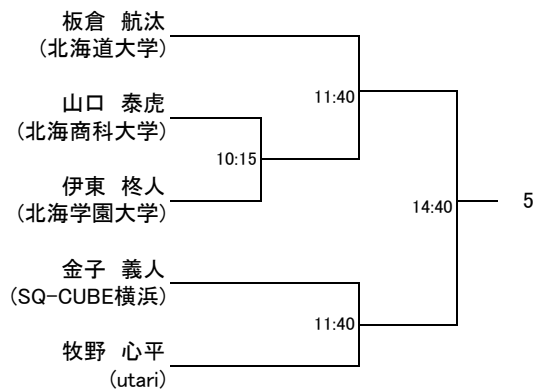 板倉 航汰
(北海道大学)
11:40
山口 泰虎
(北海商科大学)
10:15
伊東 柊人
(北海学園大学)
14:40
5
金子 義人
(SQ-CUBE横浜)
11:40
牧野 心平
(utari)